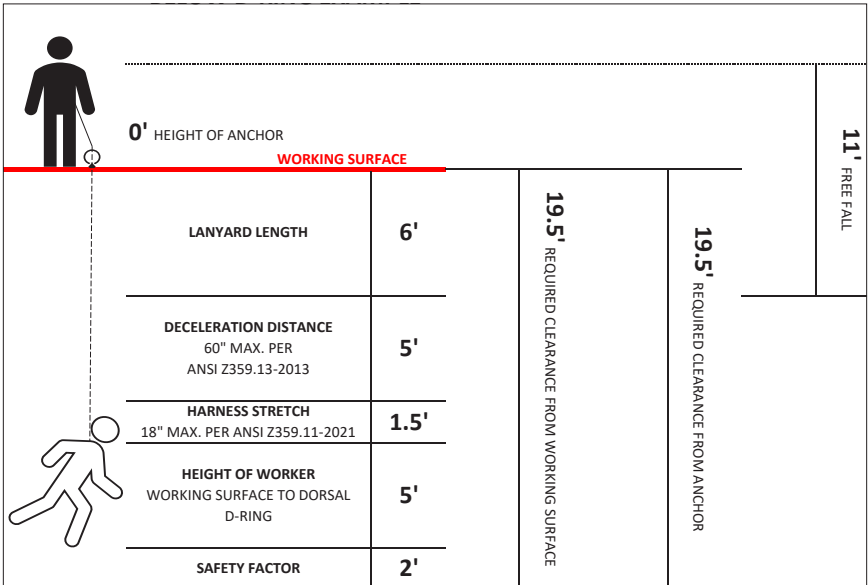 0' HEIGHT OF ANCHOR
WORKING SURFACE
LANYARD LENGTH
6'
DECELERATION DISTANCE
60" MAX. PER
ANSI Z359.13-2013
5'
HARNESS STRETCH
18" MAX. PER ANSI Z359.11-2021
1.5'
HEIGHT OF WORKER
WORKING SURFACE TO DORSAL
D-RING
5'
SAFETY FACTOR
2'
19.5' REQUIRED CLEARANCE FROM WORKING SURFACE
19.5' REQUIRED CLEARANCE FROM ANCHOR
11' FREE FALL